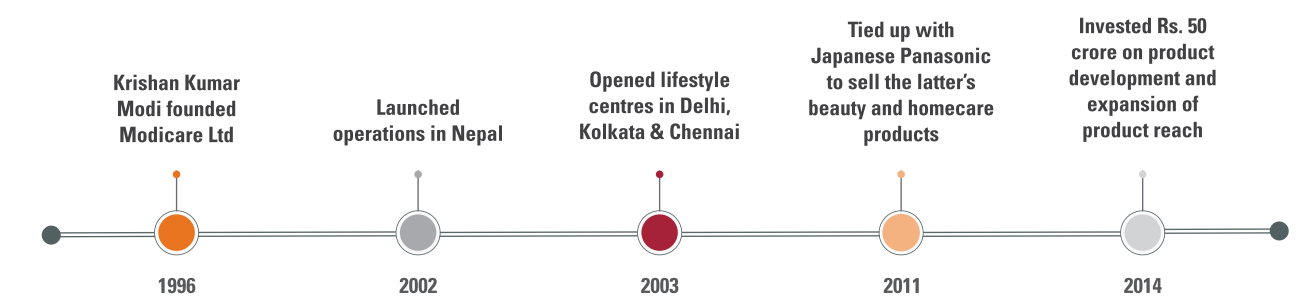 Krishan Kumar
Modi founded
Modicare Ltd
1996
Launched
operations in Nepal
2002
Opened lifestyle
centres in Delhi,
Kolkata & Chennai
2003
Tied up with
Japanese Panasonic
to sell the latter's
beauty and homecare
products
2011
Invested Rs. 50
crore on product
development and
expansion of
product reach
2014